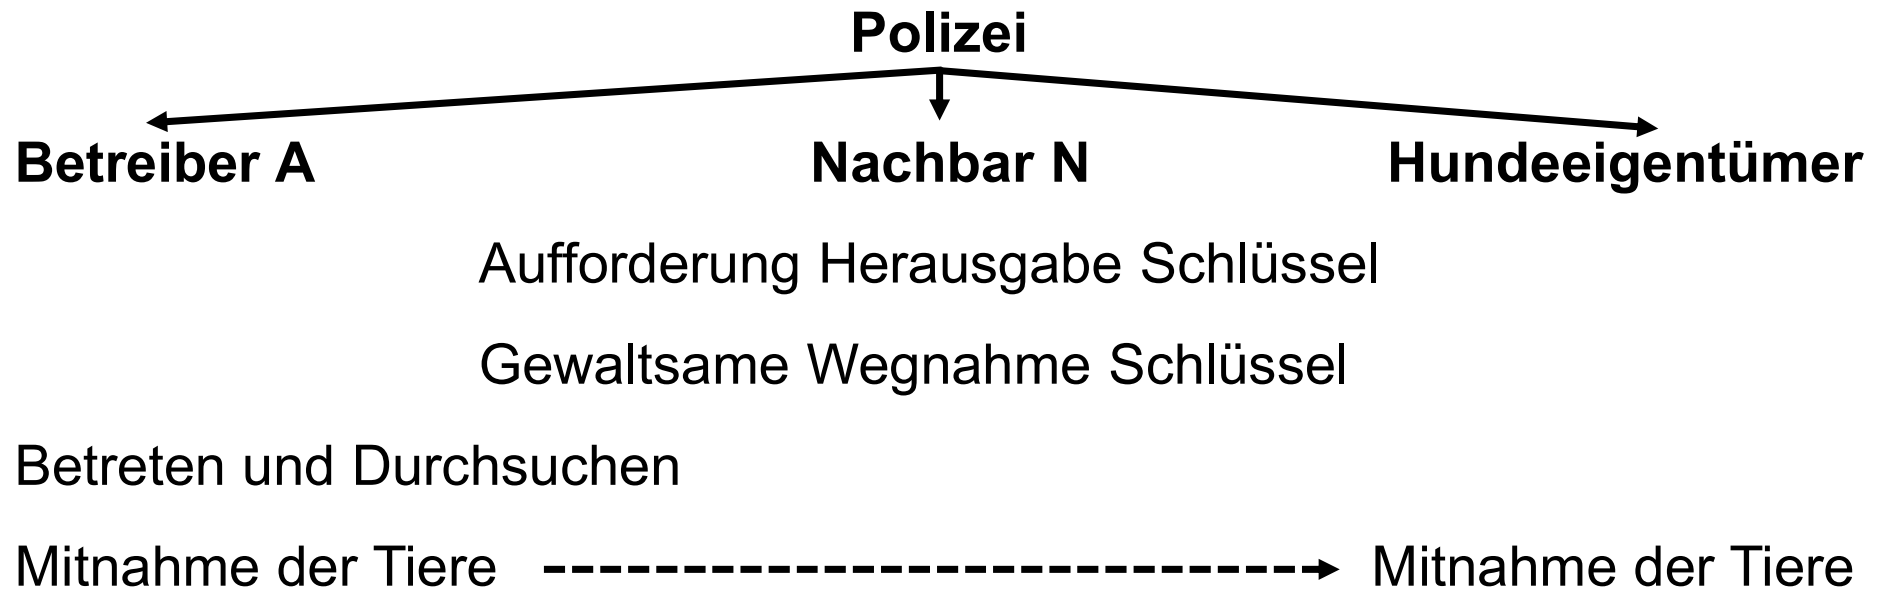 Polizei
Betreiber A Nachbar N Hundeeigentümer
Aufforderung Herausgabe Schlüssel
Gewaltsame Wegnahme Schlüssel
Betreten und Durchsuchen
Mitnahme der Tiere Mitnahme der Tiere